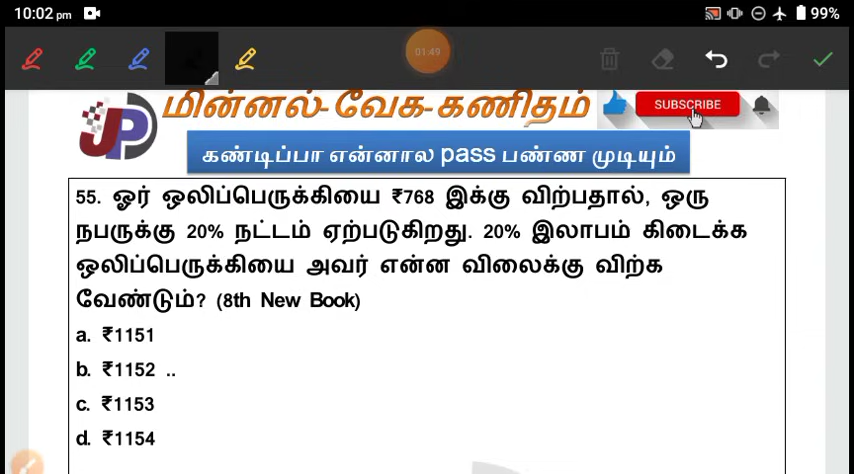 10:02 pm 99%
01:49
JP மின்னல்-வேக-கணிதம் SUBSCRIBE
கண்டிப்பா என்னால pass பண்ண முடியும்
55. ஓர் ஒலிப்பெருக்கியை ₹768 இக்கு விற்பதால், ஒரு
நபருக்கு 20% நட்டம் ஏற்படுகிறது. 20% இலாபம் கிடைக்க
ஒலிப்பெருக்கியை அவர் என்ன விலைக்கு விற்க
வேண்டும்? (8th New Book)
a. ₹1151
b. ₹1152 ..
c. ₹1153
d. ₹1154